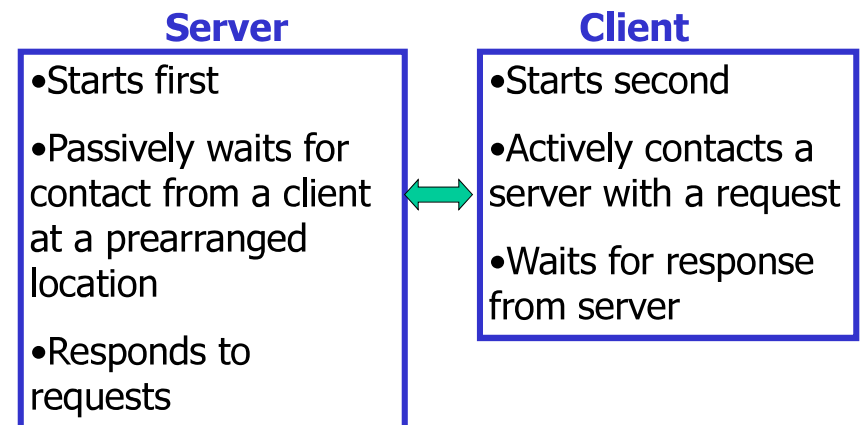 Server
•Starts first
•Passively waits for
contact from a client
at a prearranged
location
•Responds to
requests
Client
•Starts second
•Actively contacts a
server with a request
•Waits for response
from server